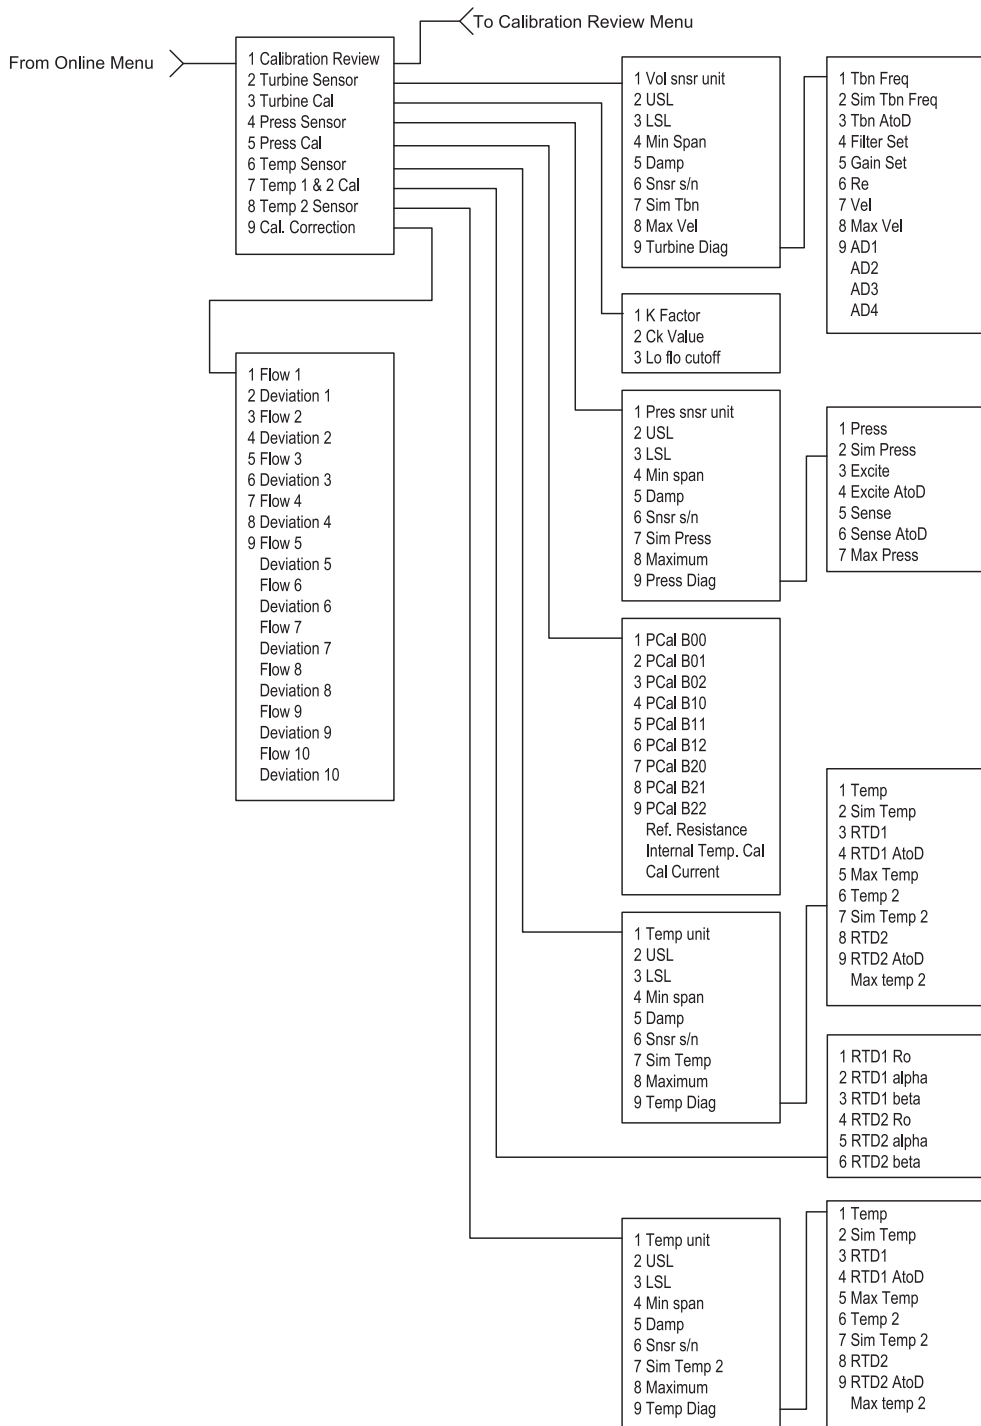 To Calibration Review Menu
From Online Menu
1 Calibration Review
2 Turbine Sensor
3 Turbine Cal
4 Press Sensor
5 Press Cal
6 Temp Sensor
7 Temp 1 & 2 Cal
8 Temp 2 Sensor
9 Cal. Correction
1 Flow 1
2 Deviation 1
3 Flow 2
4 Deviation 2
5 Flow 3
6 Deviation 3
7 Flow 4
8 Deviation 4
9 Flow 5
Deviation 5
Flow 6
Deviation 6
Flow 7
Deviation 7
Flow 8
Deviation 8
Flow 9
Deviation 9
Flow 10
Deviation 10
1 Vol snsr unit
2 USL
3 LSL
4 Min Span
5 Damp
6 Snsr s/n
7 Sim Tbn
8 Max Vel
9 Turbine Diag
1 Tbn Freq
2 Sim Tbn Freq
3 Tbn AtoD
4 Filter Set
5 Gain Set
6 Re
7 Vel
8 Max Vel
9 AD1
AD2
AD3
AD4
1 K Factor
2 Ck Value
3 Lo flo cutoff
1 Pres snsr unit
2 USL
3 LSL
4 Min span
5 Damp
6 Snsr s/n
7 Sim Press
8 Maximum
9 Press Diag
1 Press
2 Sim Press
3 Excite
4 Excite AtoD
5 Sense
6 Sense AtoD
7 Max Press
1 PCal B00
2 PCal B01
3 PCal B02
4 PCal B10
5 PCal B11
6 PCal B12
7 PCal B20
8 PCal B21
9 PCal B22
Ref. Resistance
Internal Temp. Cal
Cal Current
1 Temp unit
2 USL
3 LSL
4 Min span
5 Damp
6 Snsr s/n
7 Sim Temp
8 Maximum
9 Temp Diag
1 Temp
2 Sim Temp
3 RTD1
4 RTD1 AtoD
5 Max Temp
6 Temp 2
7 Sim Temp 2
8 RTD2
9 RTD2 AtoD
Max temp 2
1 RTD1 Ro
2 RTD1 alpha
3 RTD1 beta
4 RTD2 Ro
5 RTD2 alpha
6 RTD2 beta
1 Temp unit
2 USL
3 LSL
4 Min span
5 Damp
6 Snsr s/n
7 Sim Temp 2
8 Maximum
9 Temp Diag
1 Temp
2 Sim Temp
3 RTD1
4 RTD1 AtoD
5 Max Temp
6 Temp 2
7 Sim Temp 2
8 RTD2
9 RTD2 AtoD
Max temp 2